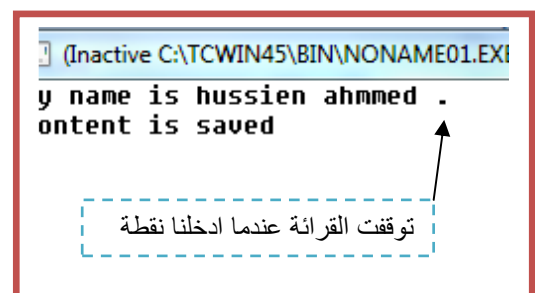 (Inactive C:\TCWIN45\BIN\NONAME01.EXE
y name is hussien ahmmed .
ontent is saved
توقفت القرائة عندما ادخلنا نقطة